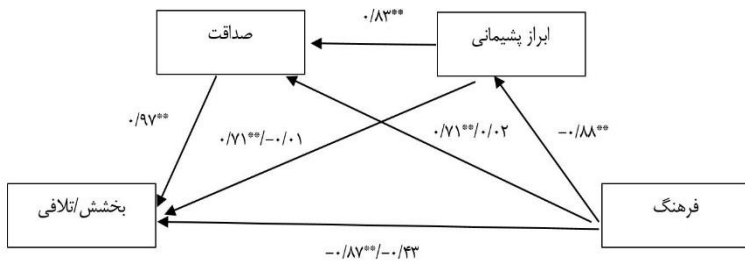 ۰/۸۳**
صداقت
ابراز پشیمانی
۰/۹۷**
۰/۷۱**/-۰/۰۱
۰/۷۱**/۰/۰۲
-۰/۸۸**
بخشش/تلافی
فرهنگ
-۰/۸۷**/-۰/۴۳